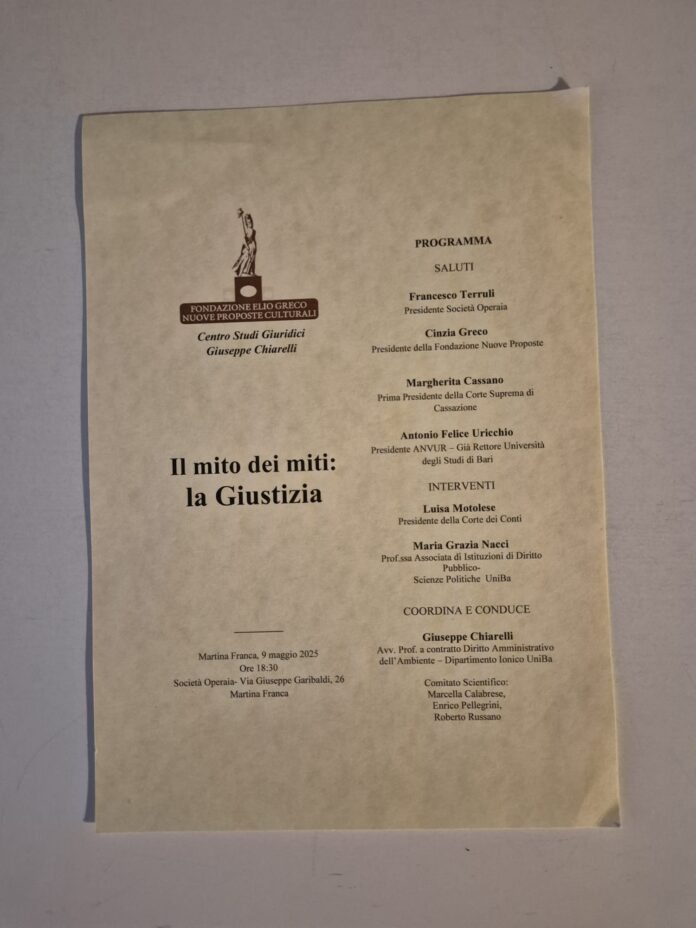 FONDAZIONE ELIO GRECO
NUOVE PROPOSTE CULTURALI
Centro Studi Giuridici
Giuseppe Chiarelli
Il mito dei miti:
la Giustizia
Martina Franca, 9 maggio 2025
Ore 18:30
Società Operaia- Via Giuseppe Garibaldi, 26
Martina Franca
PROGRAMMA
SALUTI
Francesco Terruli
Presidente Società Operaia
Cinzia Greco
Presidente della Fondazione Nuove Proposte
Margherita Cassano
Prima Presidente della Corte Suprema di
Cassazione
Antonio Felice Uricchio
Presidente ANVUR – Già Rettore Università
degli Studi di Bari
INTERVENTI
Luisa Motolese
Presidente della Corte dei Conti
Maria Grazia Nacci
Prof.ssa Associata di Istituzioni di Diritto
Pubblico-
Scienze Politiche UniBa
COORDINA E CONDUCE
Giuseppe Chiarelli
Avv. Prof. a contratto Diritto Amministrativo
dell'Ambiente – Dipartimento Ionico UniBa
Comitato Scientifico:
Marcella Calabrese,
Enrico Pellegrini,
Roberto Russano